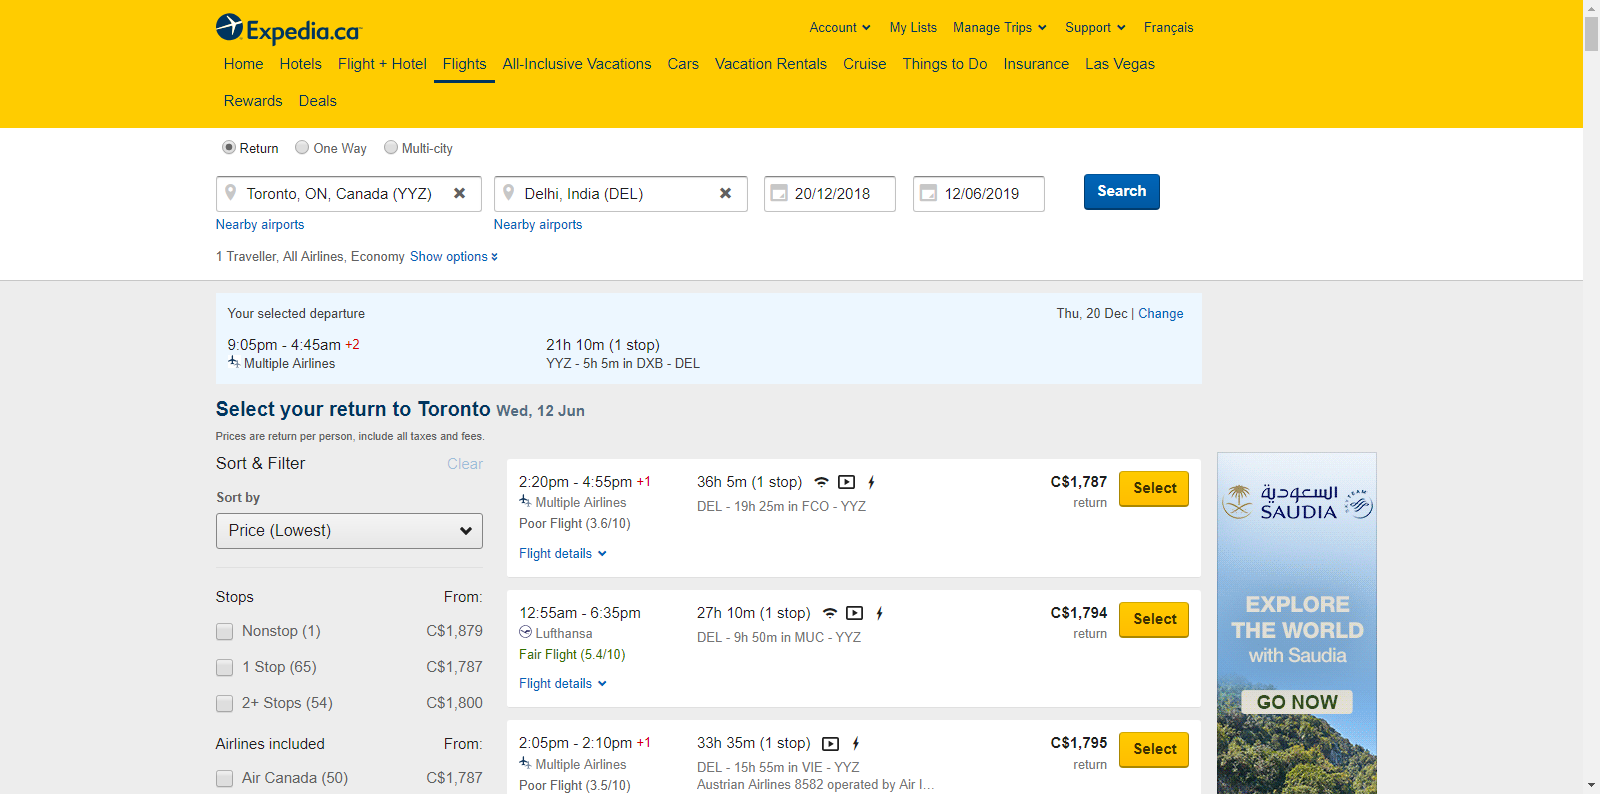 Expedia.ca
Account My Lists Manage Trips Support Français
Home Hotels Flight + Hotel Flights All-Inclusive Vacations Cars Vacation Rentals Cruise Things to Do Insurance Las Vegas
Rewards Deals
Return One Way Multi-city
Toronto, ON, Canada (YYZ) Delhi, India (DEL) 20/12/2018 12/06/2019 Search
Nearby airports Nearby airports
1 Traveller, All Airlines, Economy Show options
Your selected departure Thu, 20 Dec | Change
9:05pm - 4:45am +2 21h 10m (1 stop)
Multiple Airlines YYZ - 5h 5m in DXB - DEL
Select your return to Toronto Wed, 12 Jun
Prices are return per person, include all taxes and fees.
Sort & Filter Clear
Sort by
Price (Lowest)
Stops From:
Nonstop (1) C$1,879
1 Stop (65) C$1,787
2+ Stops (54) C$1,800
Airlines included From:
Air Canada (50) C$1,787
2:20pm - 4:55pm +1 36h 5m (1 stop) C$1,787 Select
Multiple Airlines DEL - 19h 25m in FCO - YYZ return
Poor Flight (3.6/10)
Flight details
12:55am - 6:35pm 27h 10m (1 stop) C$1,794 Select
Lufthansa DEL - 9h 50m in MUC - YYZ return
Fair Flight (5.4/10)
Flight details
2:05pm - 2:10pm +1 33h 35m (1 stop) C$1,795 Select
Multiple Airlines DEL - 15h 55m in VIE - YYZ return
Poor Flight (3.5/10) Austrian Airlines 8582 operated by Air I...
السعودية
SAUDIA
EXPLORE
THE WORLD
with Saudia
GO NOW